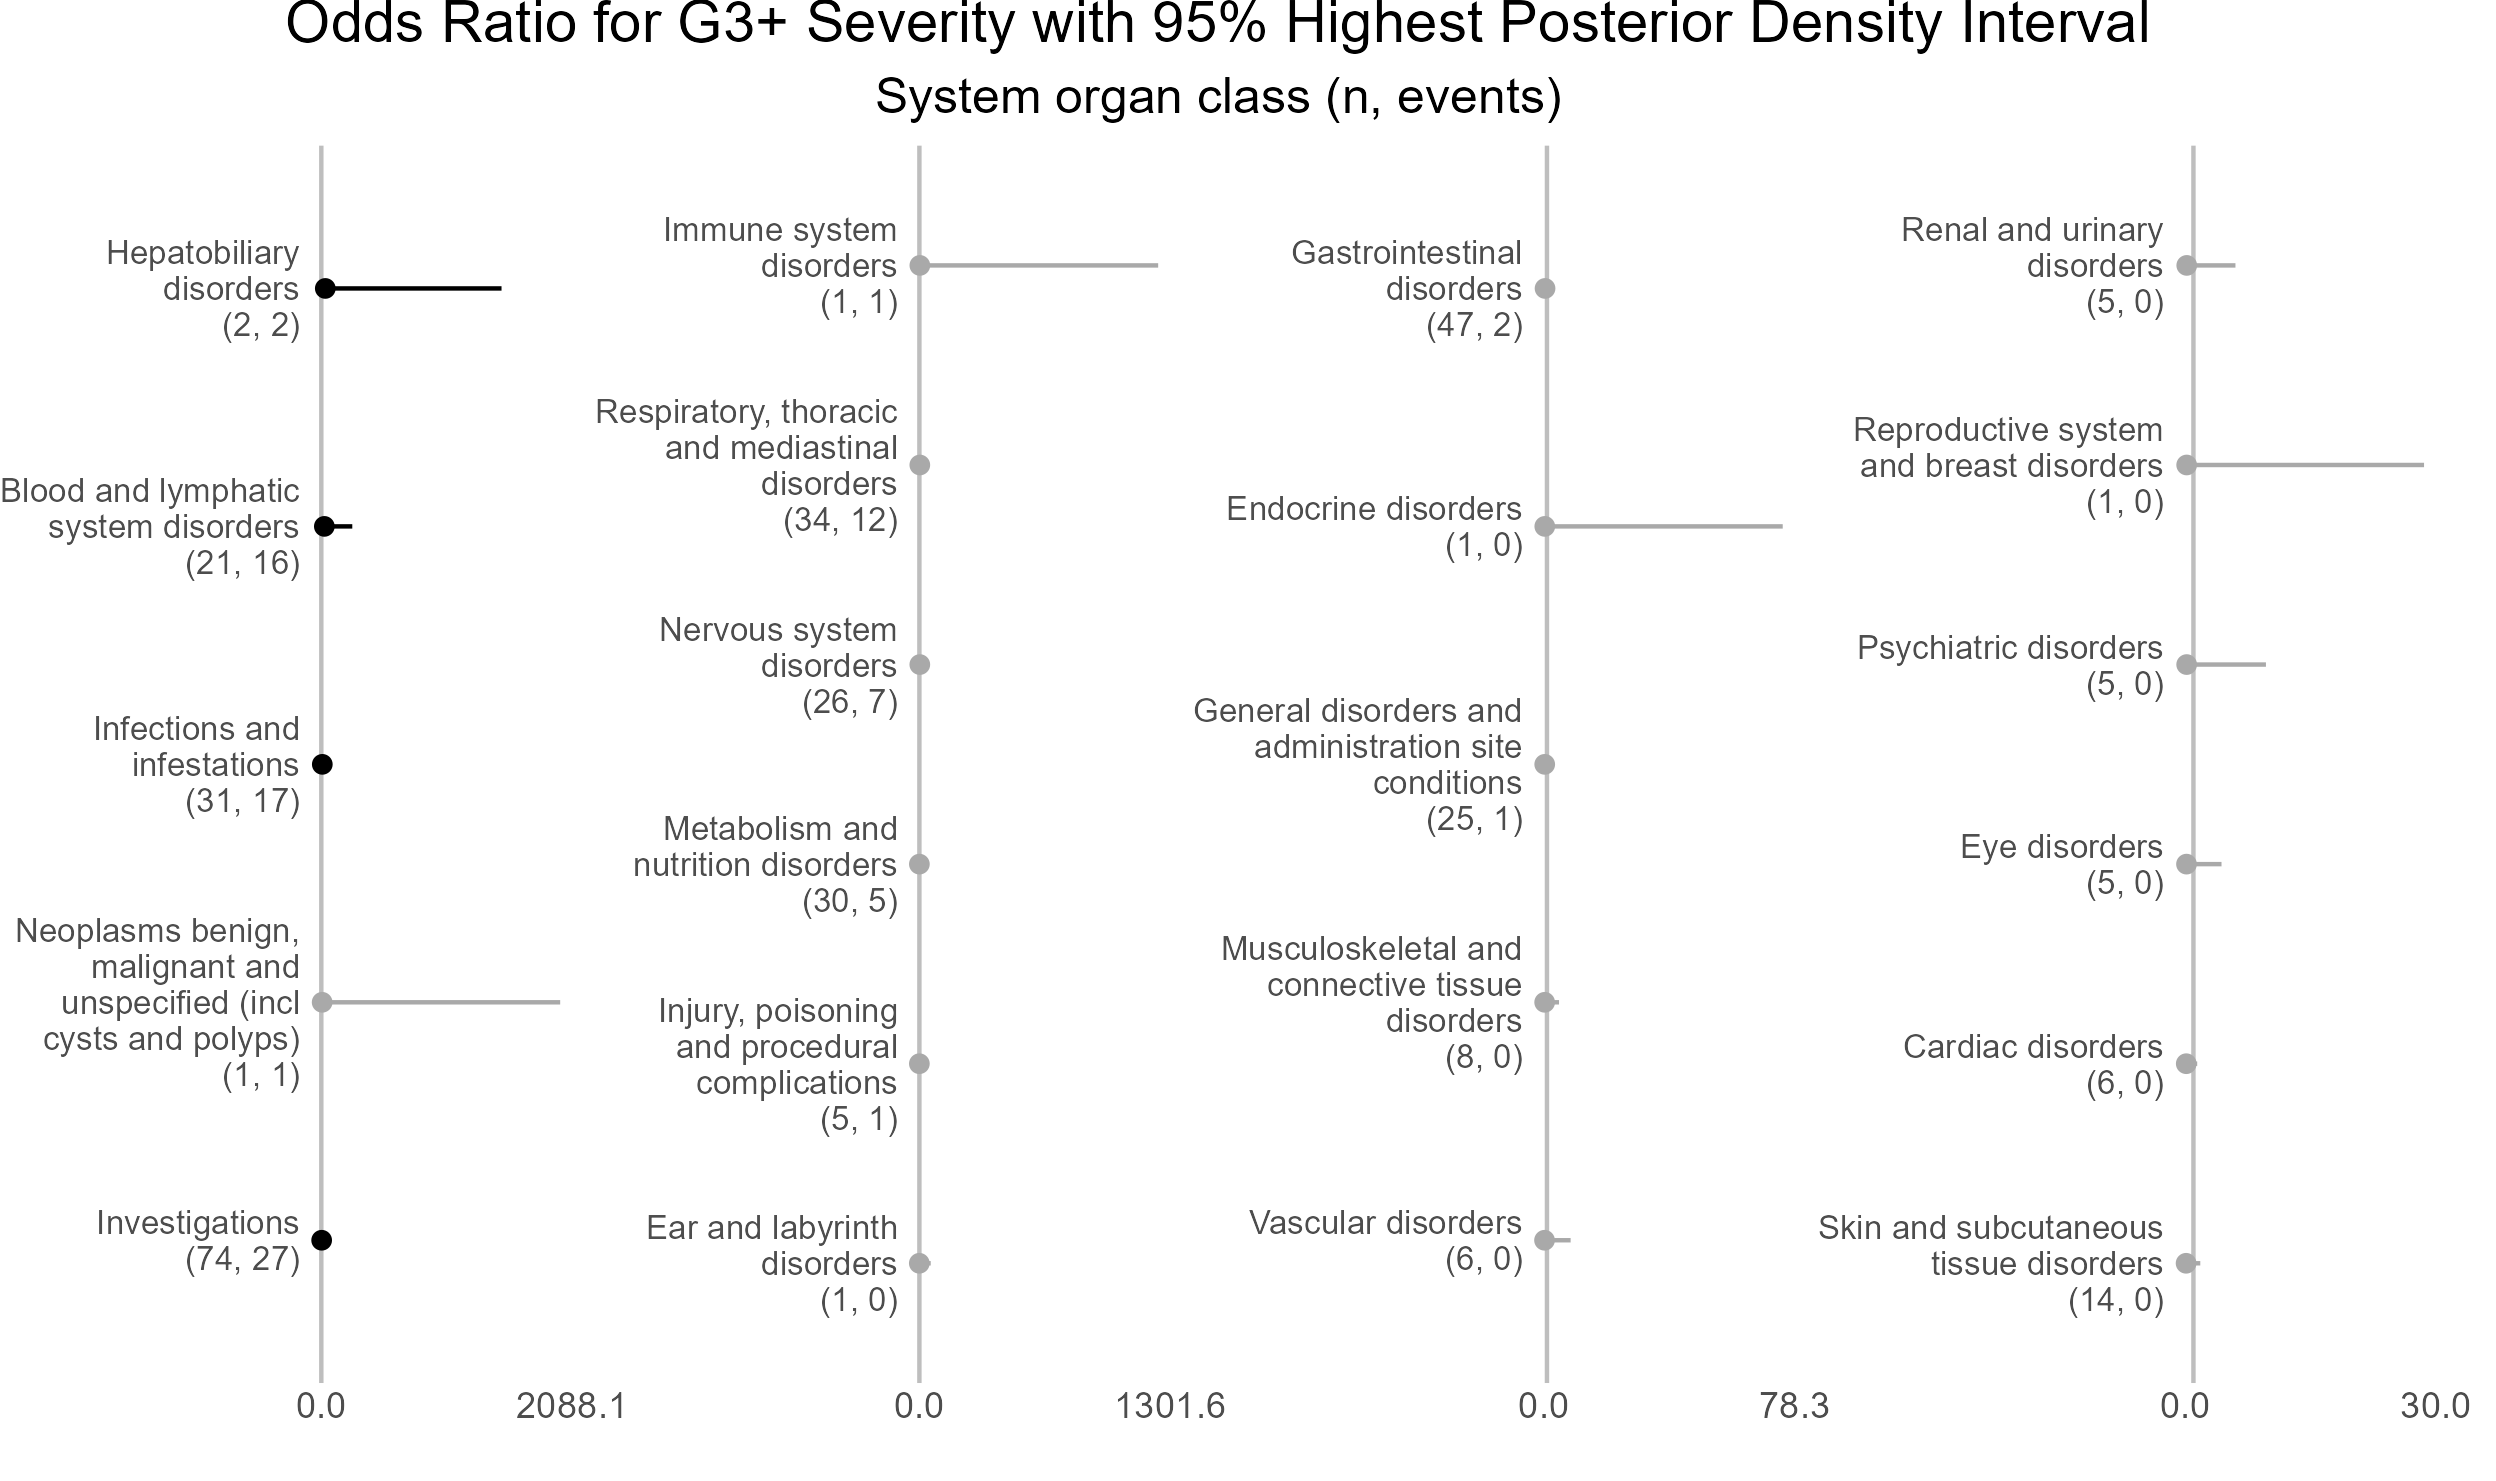 Odds Ratio for G3+ Severity with 95% Highest Posterior Density Interval
System organ class (n, events)
Hepatobiliary
disorders
(2, 2)
Blood and lymphatic
system disorders
(21, 16)
Infections and
infestations
(31, 17)
Neoplasms benign,
malignant and
unspecified (incl
cysts and polyps)
(1, 1)
Investigations
(74, 27)
0.0
2088.1
Immune system
disorders
(1, 1)
Respiratory, thoracic
and mediastinal
disorders
(34, 12)
Nervous system
disorders
(26, 7)
Metabolism and
nutrition disorders
(30, 5)
Injury, poisoning
and procedural
complications
(5, 1)
Ear and labyrinth
disorders
(1, 0)
0.0
1301.6
Gastrointestinal
disorders
(47, 2)
Endocrine disorders
(1, 0)
General disorders and
administration site
conditions
(25, 1)
Musculoskeletal and
connective tissue
disorders
(8, 0)
Vascular disorders
(6, 0)
0.0
78.3
Renal and urinary
disorders
(5, 0)
Reproductive system
and breast disorders
(1, 0)
Psychiatric disorders
(5, 0)
Eye disorders
(5, 0)
Cardiac disorders
(6, 0)
Skin and subcutaneous
tissue disorders
(14, 0)
0.0
30.0